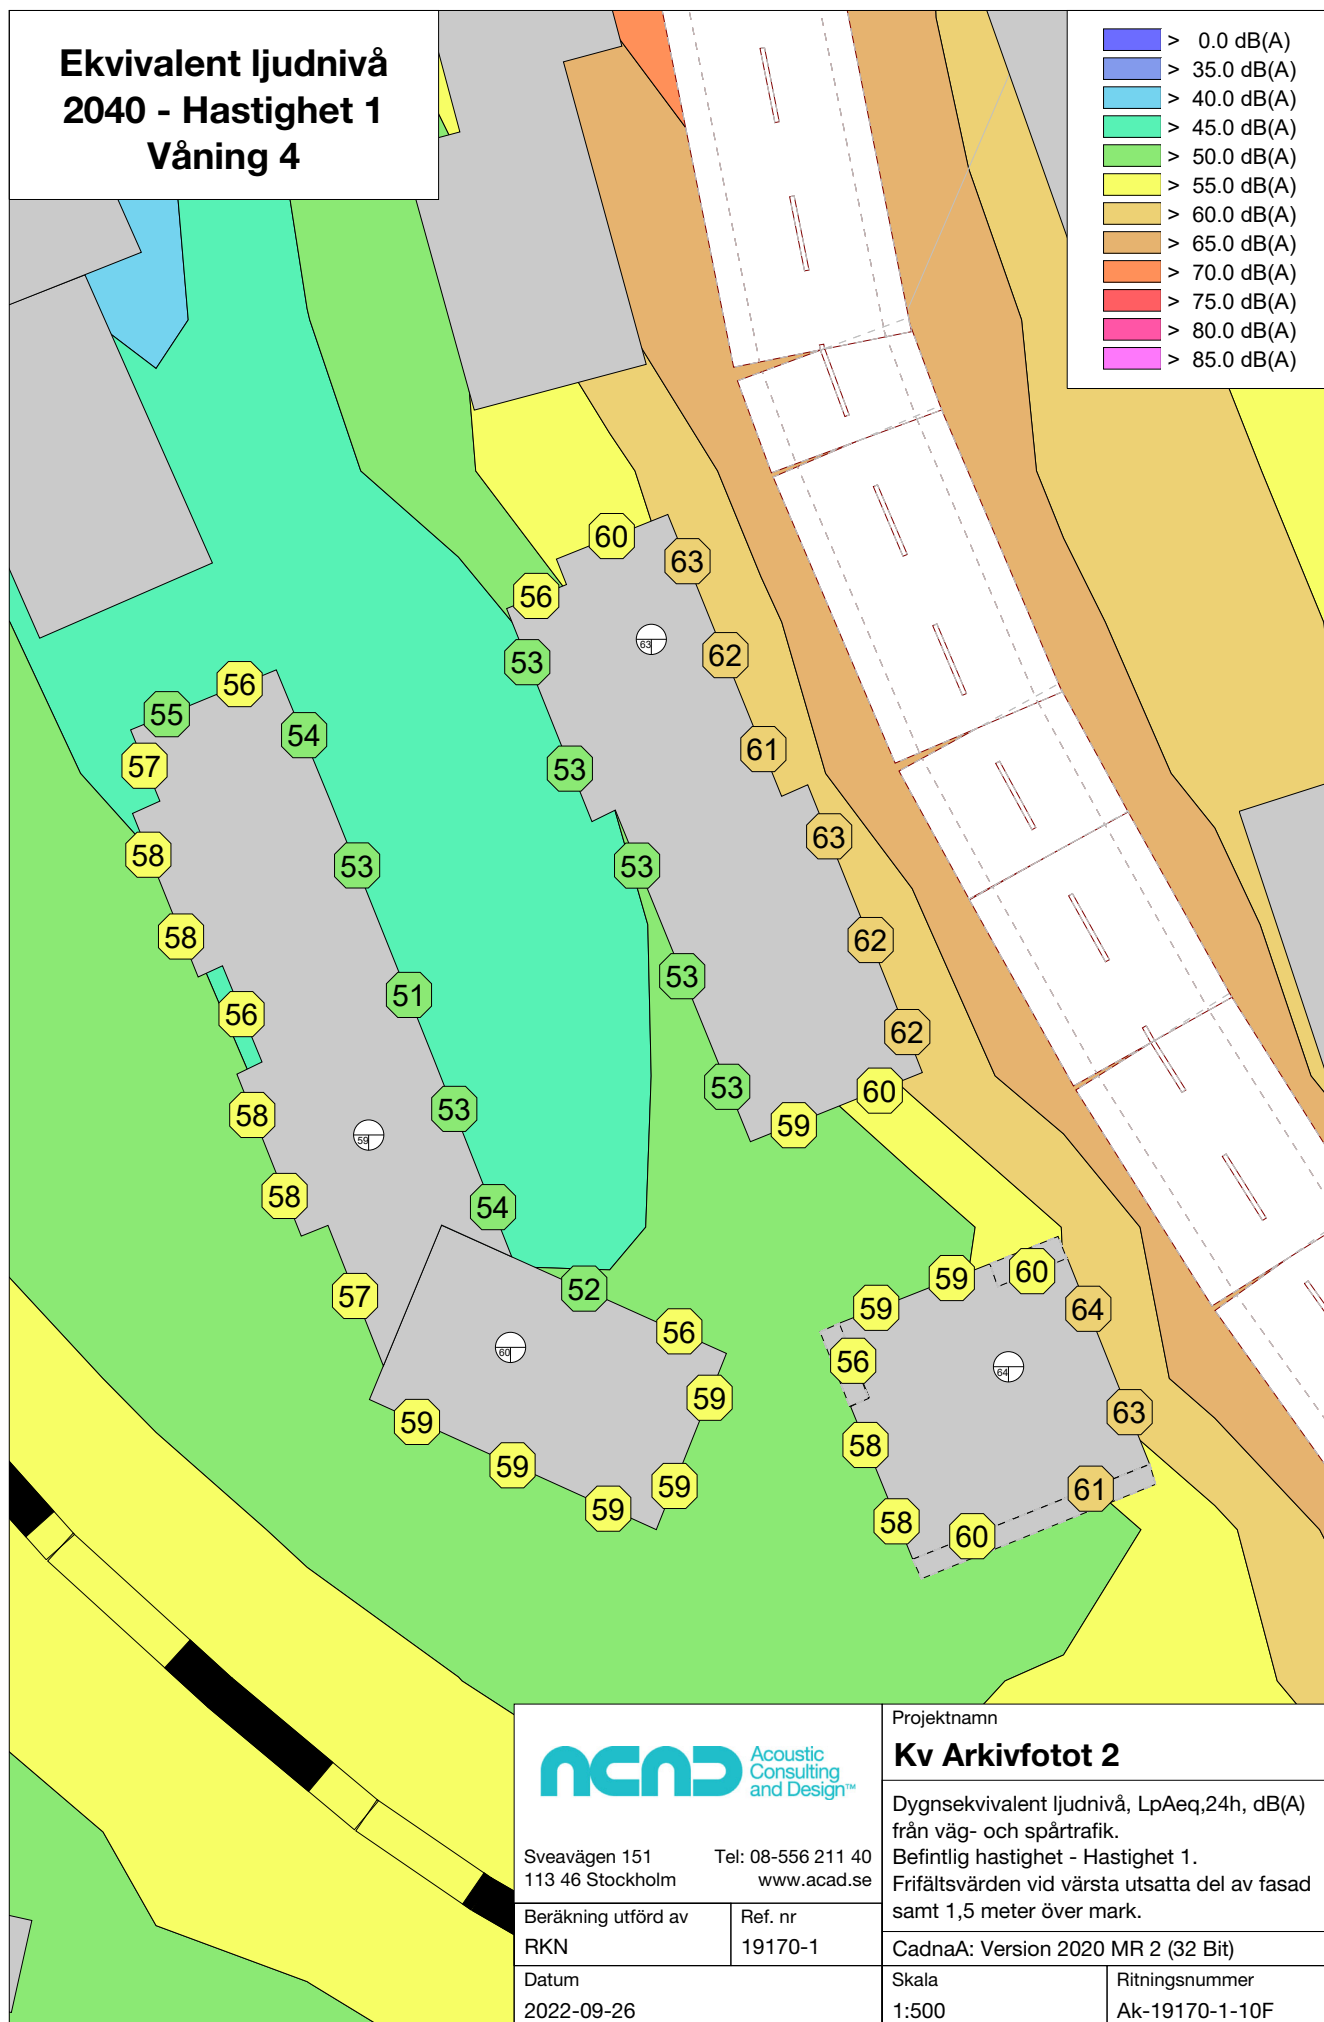 Ekvivalent ljudnivå
2040 - Hastighet 1
Våning 4
> 0.0 dB(A)
> 35.0 dB(A)
> 40.0 dB(A)
> 45.0 dB(A)
> 50.0 dB(A)
> 55.0 dB(A)
> 60.0 dB(A)
> 65.0 dB(A)
> 70.0 dB(A)
> 75.0 dB(A)
> 80.0 dB(A)
> 85.0 dB(A)
60
63
56
63
62
53
56
55
54
61
57
53
63
58
53
53
62
58
53
51
56
62
60
53
53
58
59
59
58
54
60
59
52
57
59
64
56
60
56
64
59
63
59
58
59
59
61
59
58
60
acad
Acoustic
Consulting
and Design™
Sveavägen 151
113 46 Stockholm
Tel: 08-556 211 40
www.acad.se
Beräkning utförd av
RKN
Ref. nr
19170-1
Datum
2022-09-26
Projektnamn
Kv Arkivfotot 2
Dygnsekvivalent ljudnivå, LpAeq,24h, dB(A)
från väg- och spårtrafik.
Befintlig hastighet - Hastighet 1.
Frifältsvärden vid värsta utsatta del av fasad
samt 1,5 meter över mark.
CadnaA: Version 2020 MR 2 (32 Bit)
Skala
1:500
Ritningsnummer
Ak-19170-1-10F